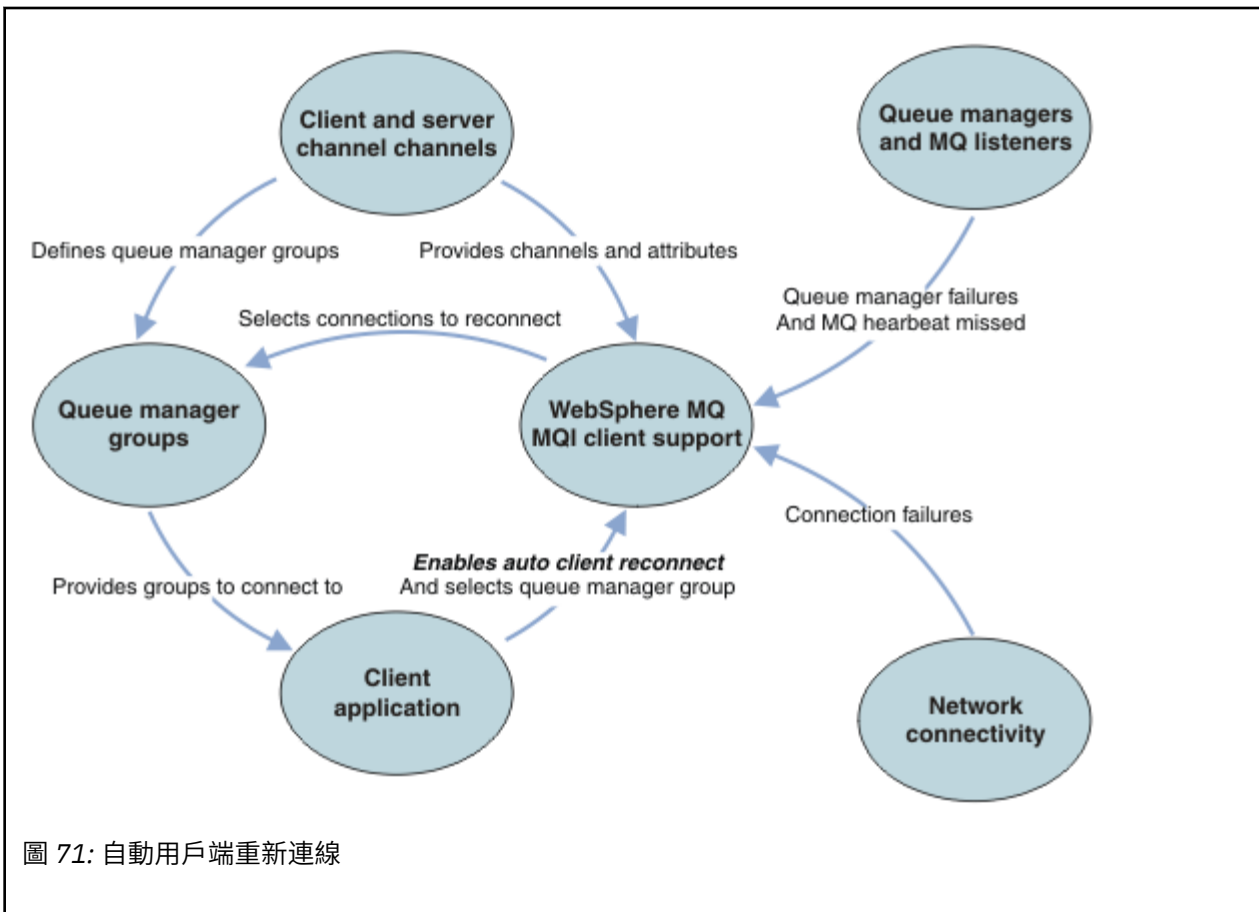 Client and server
channel channels
Queue managers
and MQ listeners
Defines queue manager groups
Provides channels and attributes
Queue manager failures
And MQ hearbeat missed
Selects connections to reconnect
Queue manager
groups
WebSphere MQ
MQI client support
Connection failures
Enables auto client reconnect
And selects queue manager group
Provides groups to connect to
Client
application
Network
connectivity
圖 71: 自動用戶端重新連線